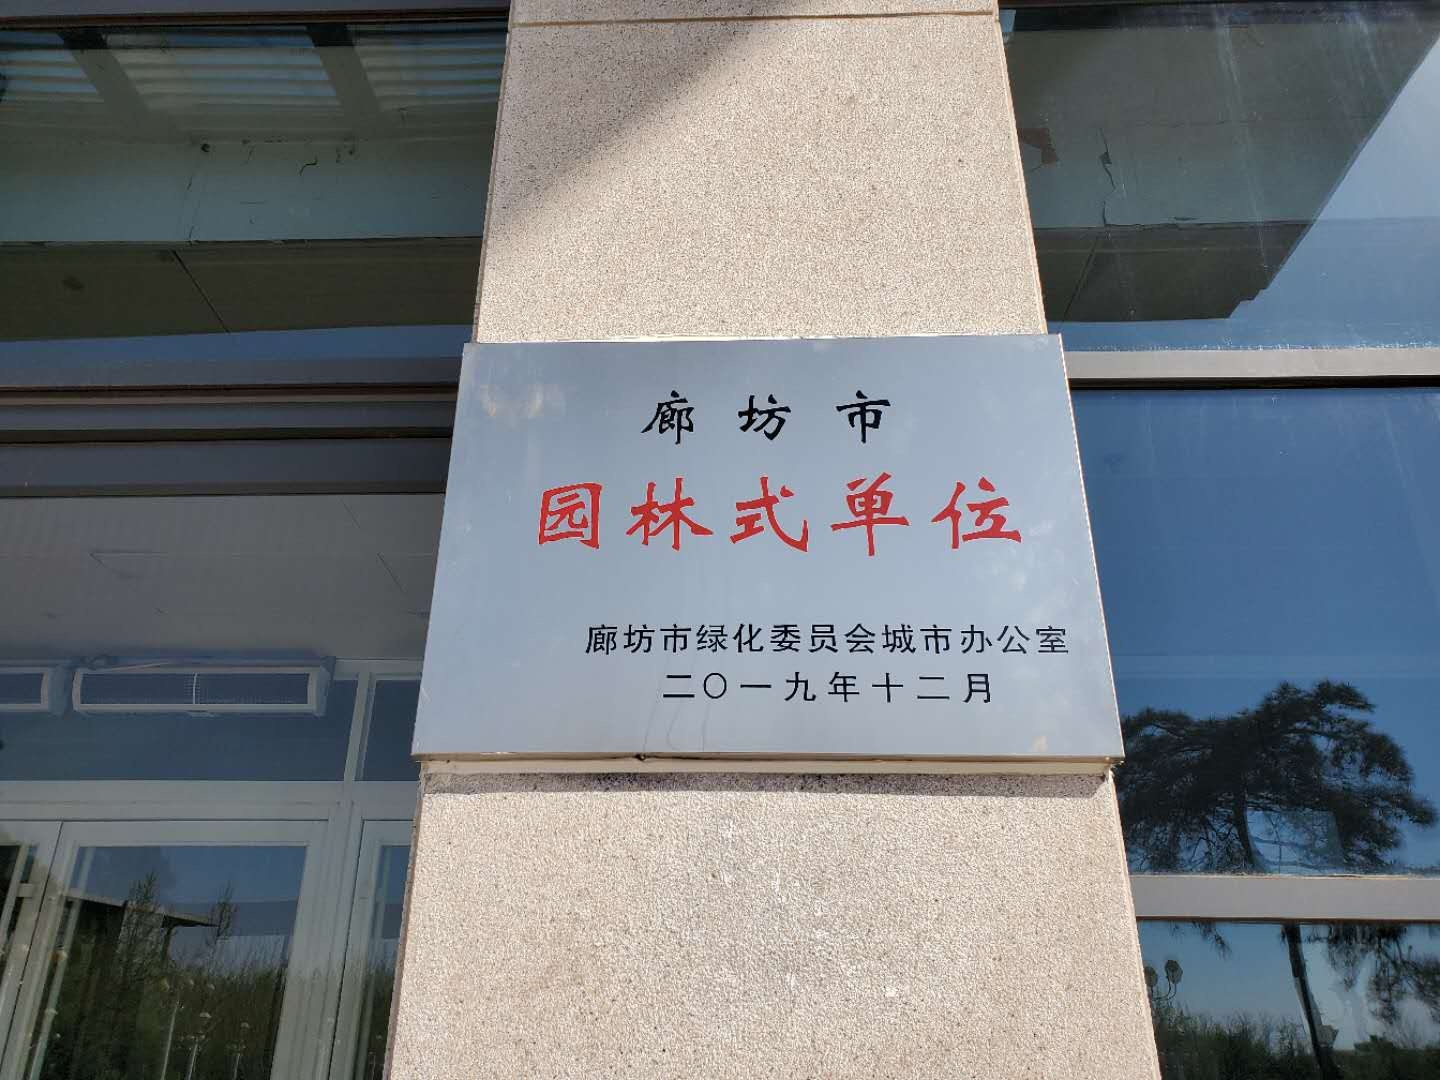 廊坊市
园林式单位
廊坊市绿化委员会城市办公室
二〇一九年十二月